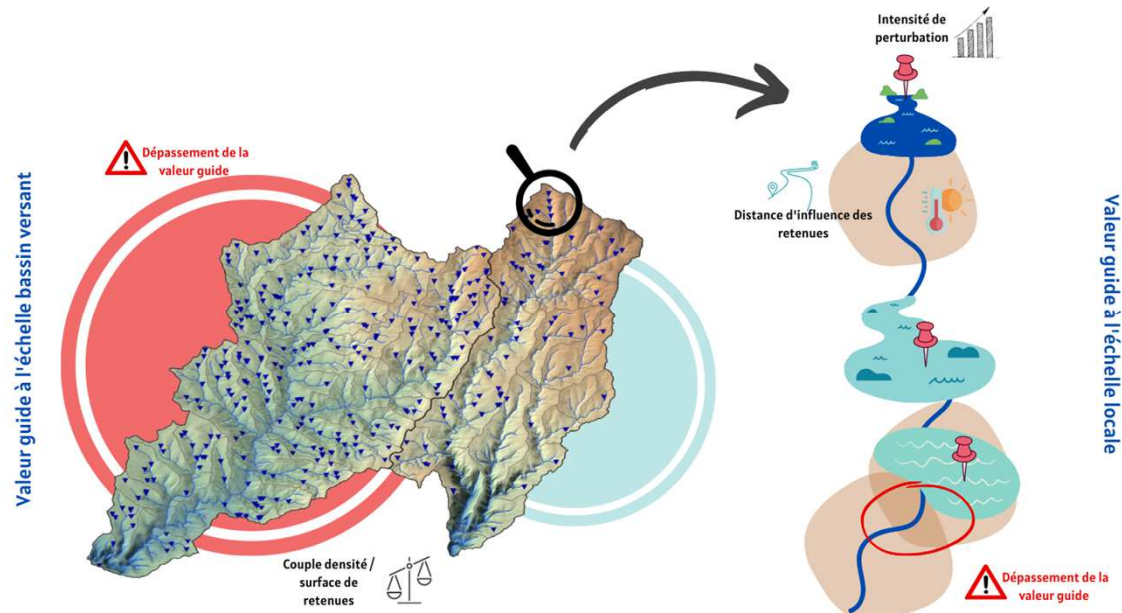 Intensité de
perturbation
Dépassement de la
valeur guide
Valeur guide à l'échelle bassin versant
Distance d'influence des
retenues
Valeur guide à l'échelle locale
Couple densité /
surface de
retenues
Dépassement de la
valeur guide